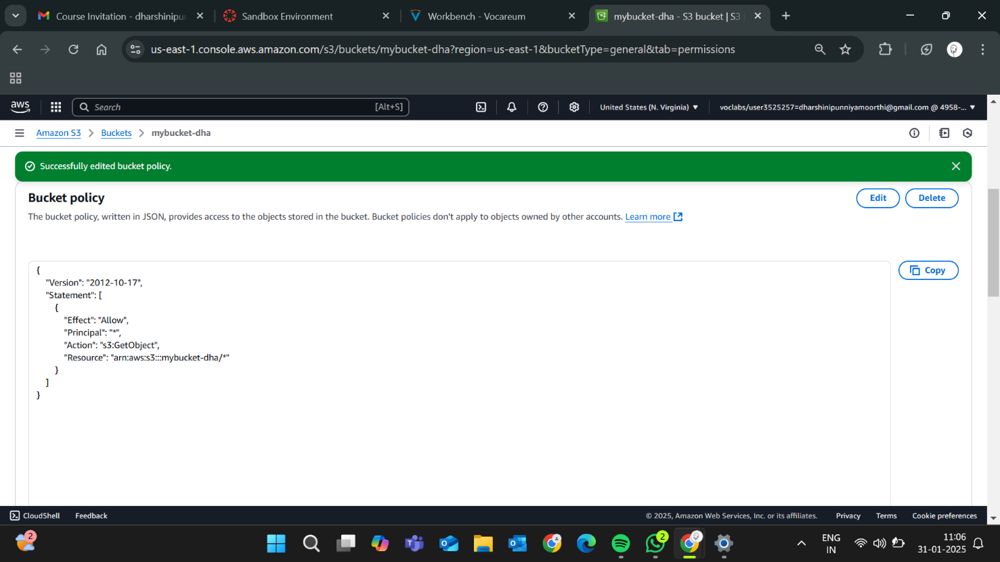 Course Invitation - dharshinipu
Sandbox Environment
Workbench - Vocareum
mybucket-dha - S3 bucket | S3
us-east-1.console.aws.amazon.com/s3/buckets/mybucket-dha?region=us-east-1&bucketType=general&tab=permissions
aws
Search
[Alt+S]
United States (N. Virginia)
voclabs/user3525257=dharshinipunniyamoorthi@gmail.com @ 4958-...
Amazon S3
Buckets
mybucket-dha
Successfully edited bucket policy.
Bucket policy
Edit
Delete
The bucket policy, written in JSON, provides access to the objects stored in the bucket. Bucket policies don't apply to objects owned by other accounts. Learn more
Copy
{
"Version": "2012-10-17",
"Statement": [
{
"Effect": "Allow",
"Principal": "*",
"Action": "s3:GetObject",
"Resource": "arn:aws:s3:::mybucket-dha/*"
}
]
}
CloudShell
Feedback
© 2025, Amazon Web Services, Inc. or its affiliates.
Privacy
Terms
Cookie preferences
2
2
ENG
IN
11:06
31-01-2025